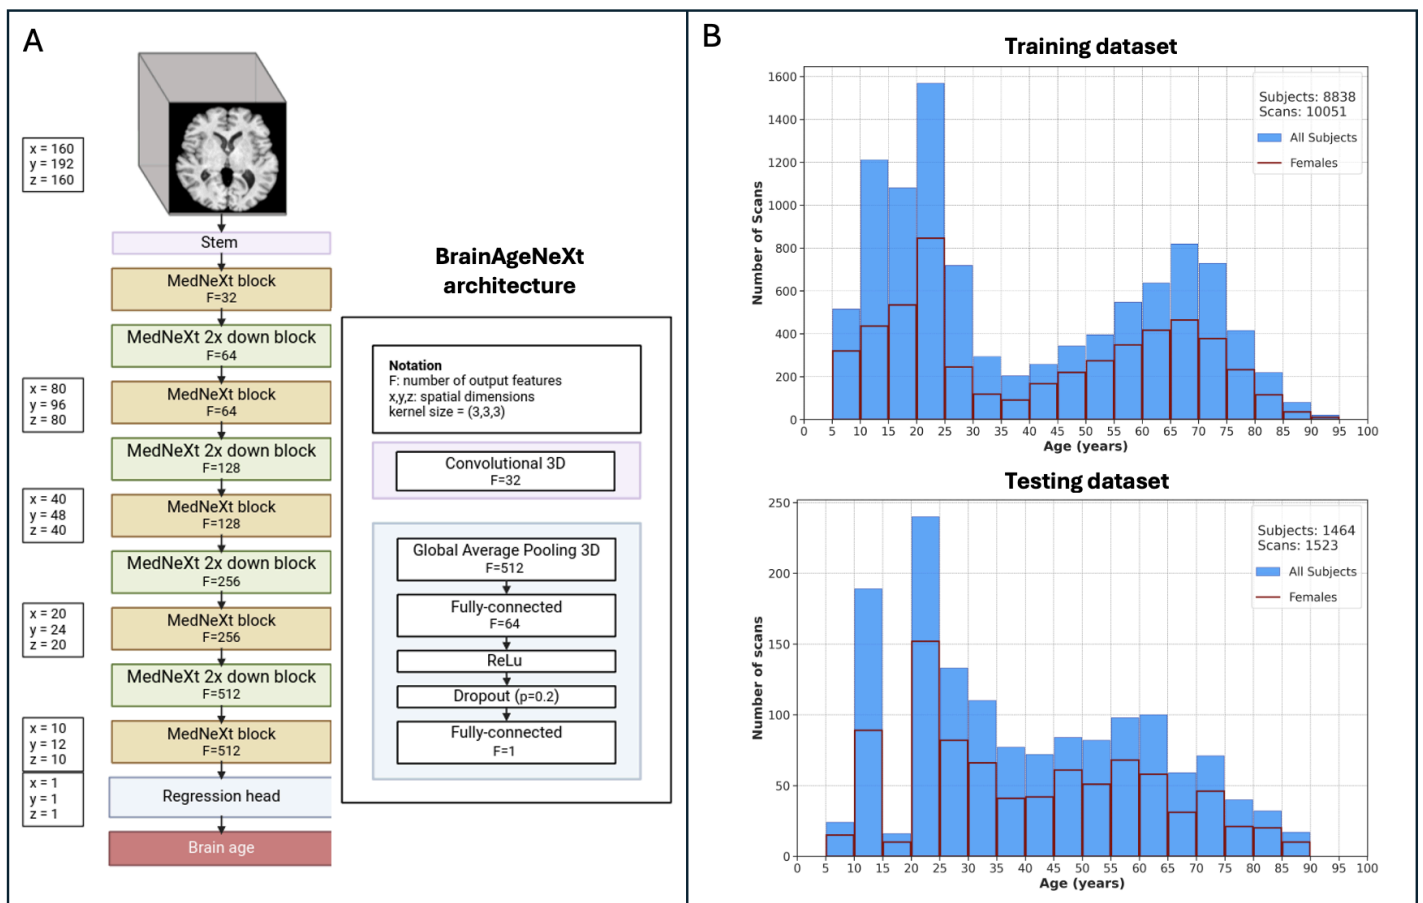 A
x = 160
y = 192
z = 160
Stem
MedNeXt block
F=32
MedNeXt 2x down block
F=64
x = 80
y = 96
z = 80
MedNeXt block
F=64
MedNeXt 2x down block
F=128
x = 40
y = 48
z = 40
MedNeXt block
F=128
MedNeXt 2x down block
F=256
x = 20
y = 24
z = 20
MedNeXt block
F=256
MedNeXt 2x down block
F=512
x = 10
y = 12
z = 10
MedNeXt block
F=512
x = 1
y = 1
z = 1
Regression head
Brain age
BrainAgeNeXt
architecture
Notation
F: number of output features
x,y,z: spatial dimensions
kernel size = (3,3,3)
Convolutional 3D
F=32
Global Average Pooling 3D
F=512
Fully-connected
F=64
ReLu
Dropout (p=0.2)
Fully-connected
F=1
B
Training dataset
Number of Scans
1600
1400
1200
1000
800
600
400
200
0
Subjects: 8838
Scans: 10051
All Subjects
Females
0 5 10 15 20 25 30 35 40 45 50 55 60 65 70 75 80 85 90 95 100
Age (years)
Testing dataset
Number of scans
250
200
150
100
50
0
Subjects: 1464
Scans: 1523
All Subjects
Females
0 5 10 15 20 25 30 35 40 45 50 55 60 65 70 75 80 85 90 95 100
Age (years)